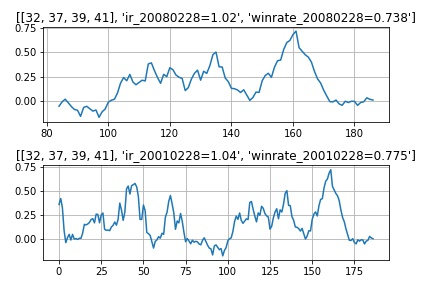 [[32, 37, 39, 41], 'ir_20080228=1.02', 'winrate_20080228=0.738']
0.75
0.50
0.25
0.00
80 100 120 140 160 180
[[32, 37, 39, 41], 'ir_20010228=1.04', 'winrate_20010228=0.775']
0.75
0.50
0.25
0.00
0 25 50 75 100 125 150 175